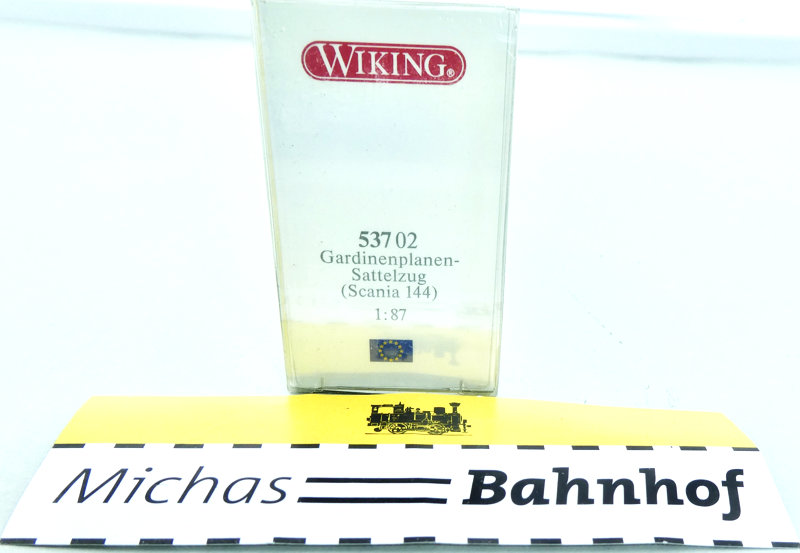 WIKING®
537 02
Gardinenplanen-
Sattelzug
(Scania 144)
1:87
Michas Bahnhof